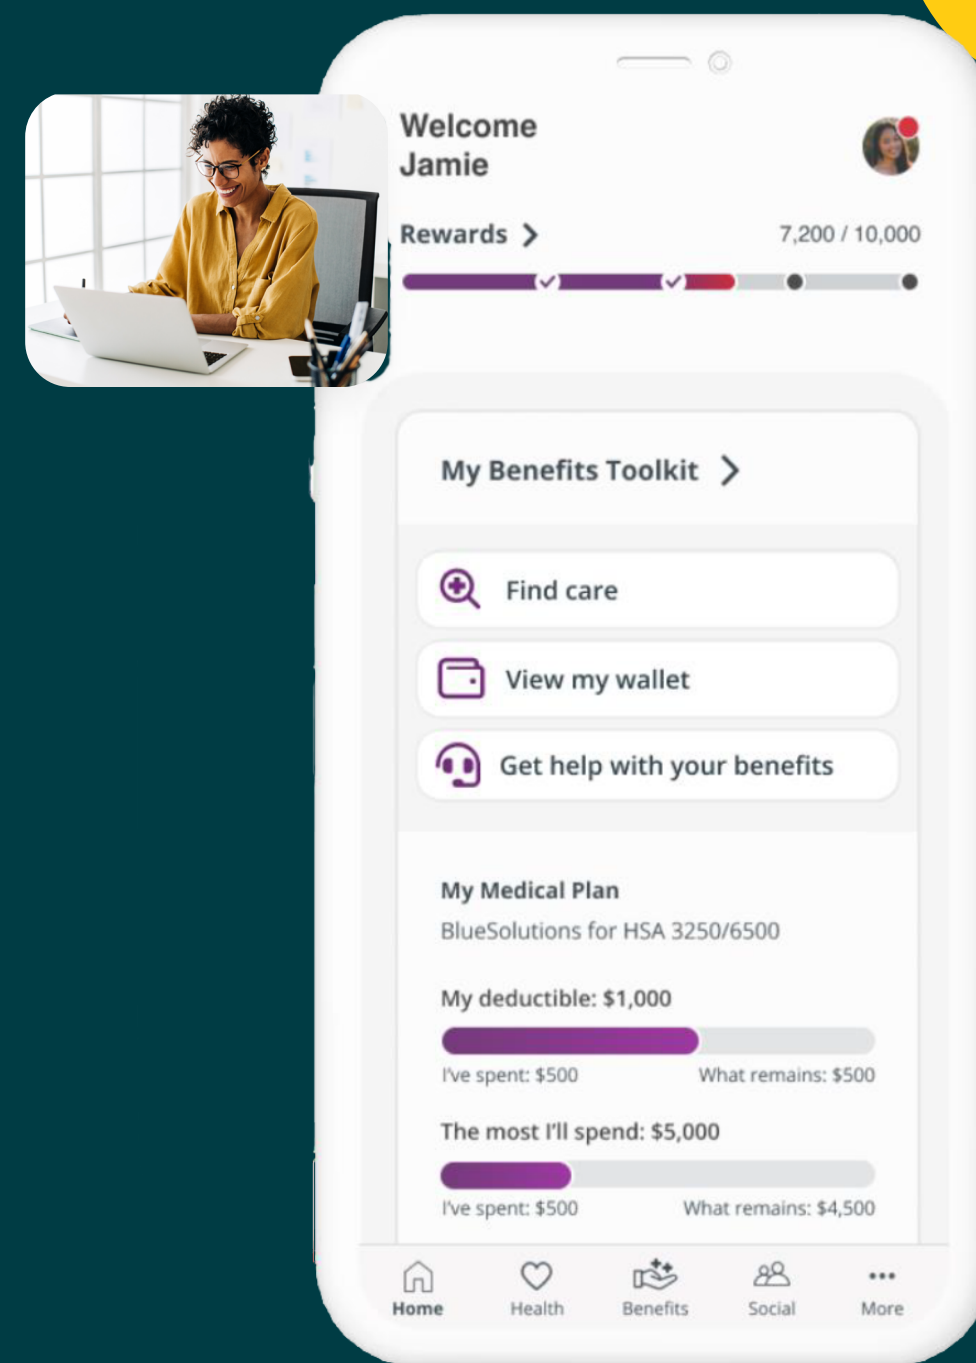 Welcome
Jamie
Rewards
7,200 / 10,000
My Benefits Toolkit
Find care
View my wallet
Get help with your benefits
My Medical Plan
BlueSolutions for HSA 3250/6500
My deductible: $1,000
I've spent: $500 What remains: $500
The most I'll spend: $5,000
I've spent: $500 What remains: $4,500
Home Health Benefits Social More